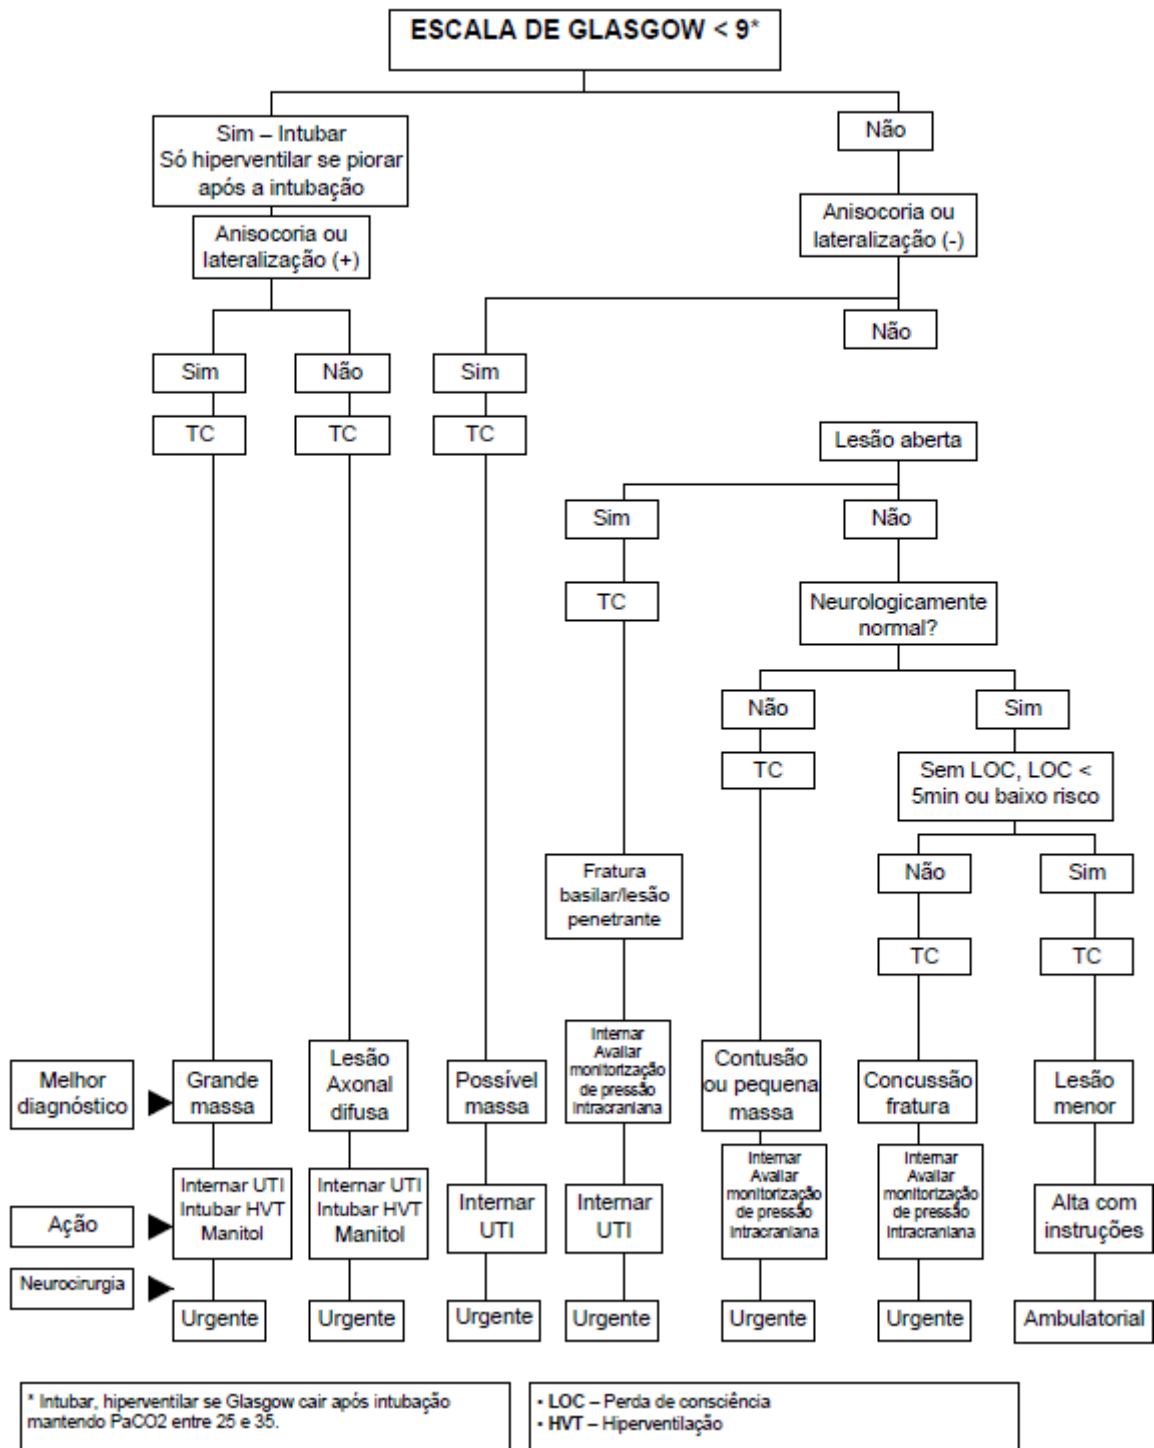 ESCALA DE GLASGOW < 9*
Sim – Intubar
Só hiperventilar se piorar
após a intubação
Não
Anisocoria ou
lateralização (+)
Anisocoria ou
lateralização (-)
Não
Sim
Não
Sim
TC
TC
TC
Lesão aberta
Sim
Não
TC
Neurologicamente
normal?
Não
Sim
TC
Sem LOC, LOC <
5min ou baixo risco
Não
Sim
Fratura
basilar/lesão
penetrante
TC
TC
Melhor
diagnóstico
Grande
massa
Lesão
Axonal
difusa
Possível
massa
Internar
Avaliar
monitorização
de pressão
intracraniana
Contusão
ou pequena
massa
Concussão
fratura
Lesão
menor
Ação
Internar UTI
Intubar HVT
Manitol
Internar UTI
Intubar HVT
Manitol
Internar
UTI
Internar
UTI
Internar
Avaliar
monitorização
de pressão
intracraniana
Internar
Avaliar
monitorização
de pressão
intracraniana
Alta com
instruções
Neurocirurgia
Urgente
Urgente
Urgente
Urgente
Urgente
Urgente
Ambulatorial
* Intubar, hiperventilar se Glasgow cair após intubação
mantendo PaCO2 entre 25 e 35.
• LOC – Perda de consciência
• HVT – Hiperventilação